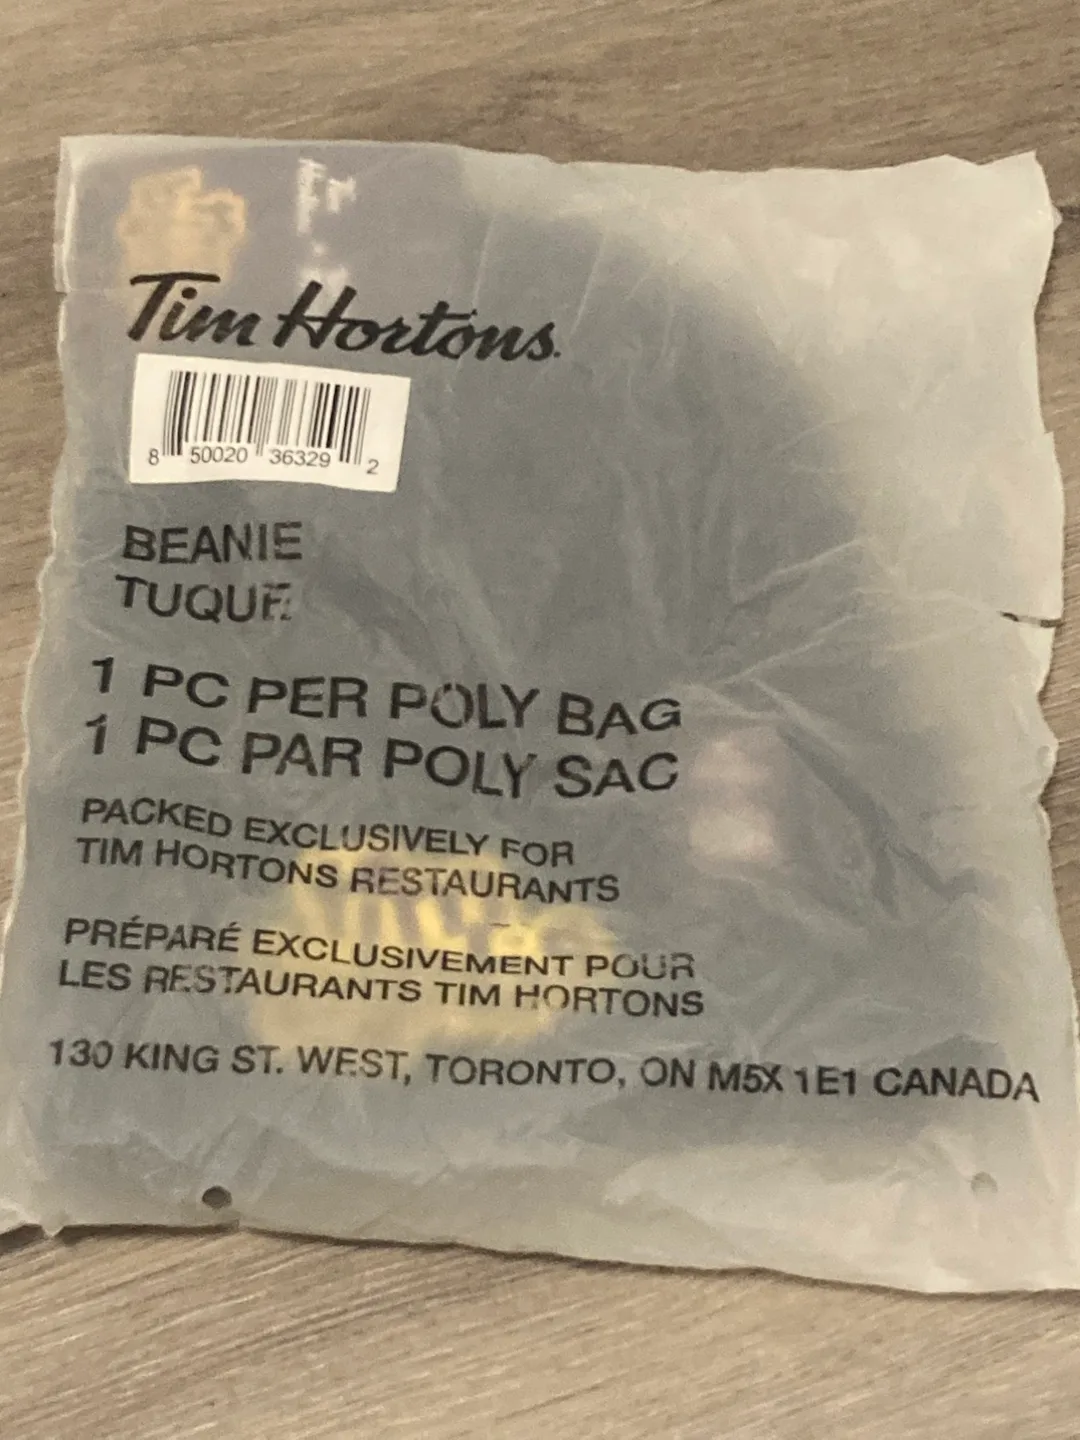 Tim Hortons.
8 50020 36329 2
BEANIE
TUQUE
1 PC PER POLY BAG
1 PC PAR POLY SAC
PACKED EXCLUSIVELY FOR
TIM HORTONS RESTAURANTS
PRÉPARÉ EXCLUSIVEMENT POUR
LES RESTAURANTS TIM HORTONS
130 KING ST. WEST, TORONTO, ON M5X 1E1 CANADA